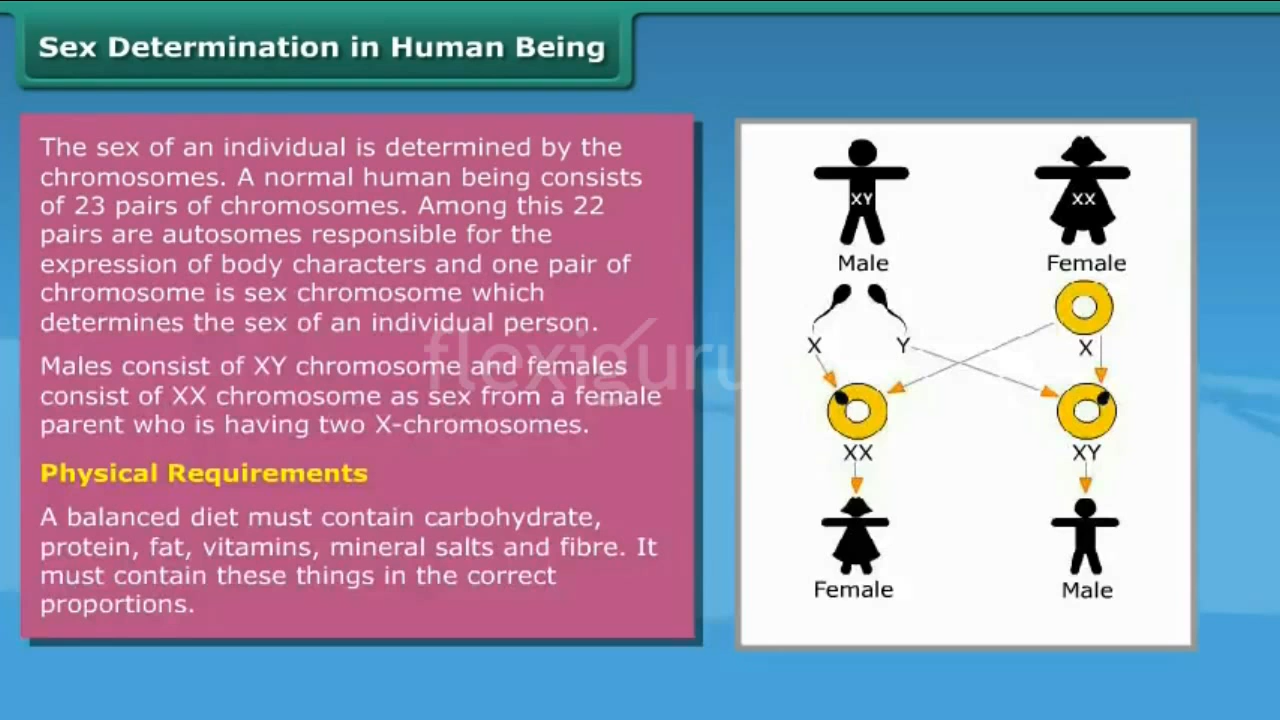 Sex Determination in Human Being
The sex of an individual is determined by the
chromosomes. A normal human being consists
of 23 pairs of chromosomes. Among this 22
pairs are autosomes responsible for the
expression of body characters and one pair of
chromosome is sex chromosome which
determines the sex of an individual person.
Males consist of XY chromosome and females
consist of XX chromosome as sex from a female
parent who is having two X-chromosomes.
Physical Requirements
A balanced diet must contain carbohydrate,
protein, fat, vitamins, mineral salts and fibre. It
must contain these things in the correct
proportions.
flexiguru
XY XX
Male Female
X Y X
XX XY
Female Male